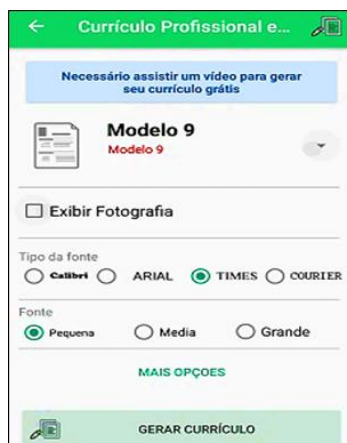 Currículo Profissional e...
Necessário assistir um vídeo para gerar
seu currículo grátis
Modelo 9
Modelo 9
Exibir Fotografia
Tipo da fonte
Calibri ARIAL TIMES COURIER
Fonte
Pequena Media Grande
MAIS OPÇOES
GERAR CURRÍCULO